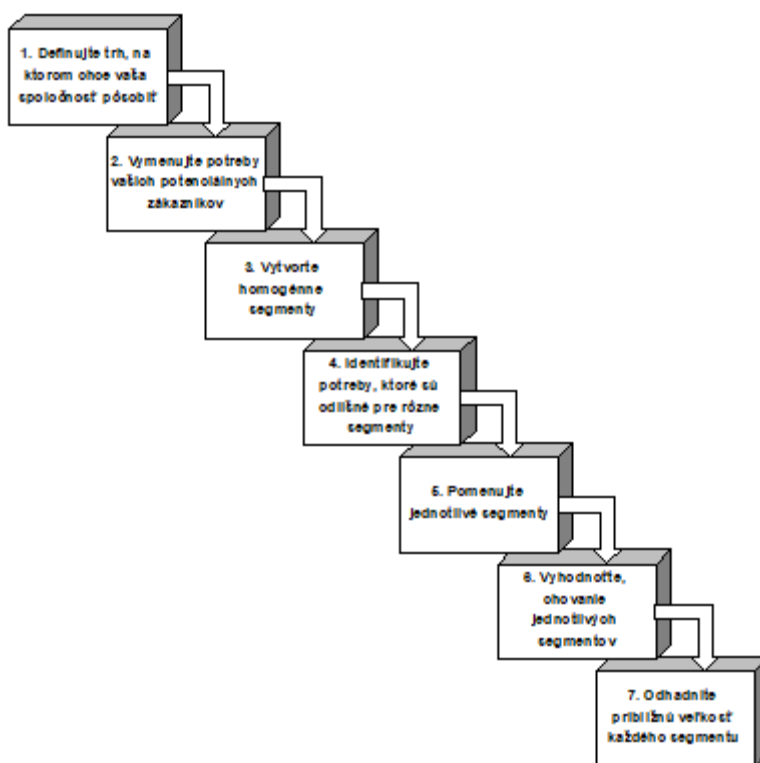 1. Definujte trh, na
ktorom chce vaša
spoločnosť pôsobiť
2. Vymenujte potreby
vašich potenciálnych
zákazníkov
3. Vytvorte
homogénne
segmenty
4. Identifikujte
potreby, ktoré sú
odlišné pre rôzne
segmenty
5. Pomenujte
jednotlivé segmenty
6. Vyhodnoťte,
chovanie
jednotlivých
segmentov
7. Odhadnite
približnú veľkosť
každého segmentu